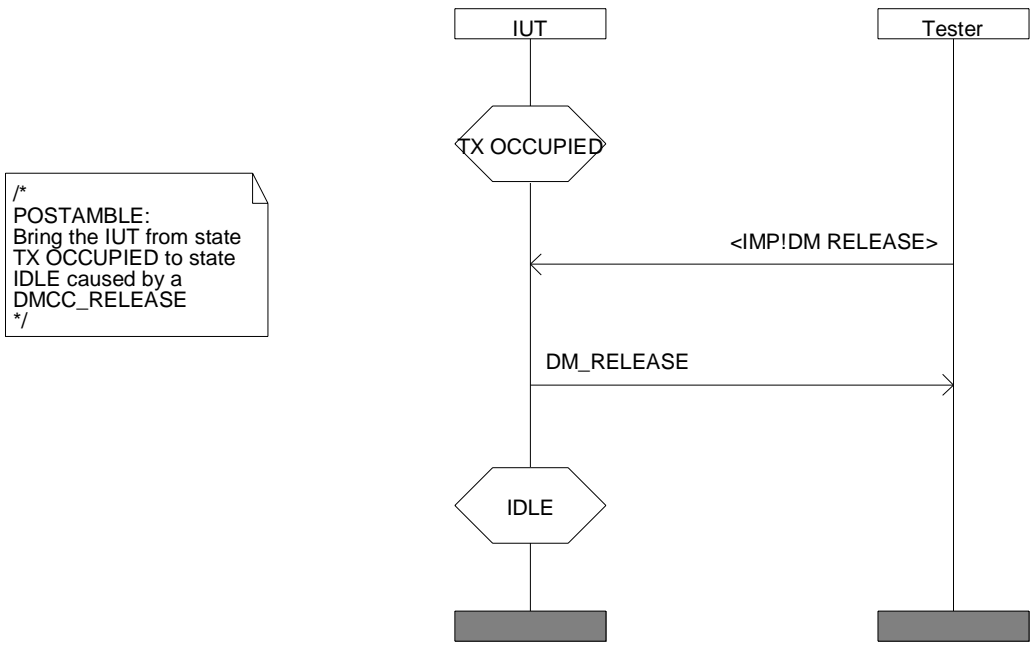 IUT
Tester
TX OCCUPIED
/*
POSTAMBLE:
Bring the IUT from state
TX OCCUPIED to state
IDLE caused by a
DMCC_RELEASE
*/
<IMP!DM RELEASE>
DM_RELEASE
IDLE